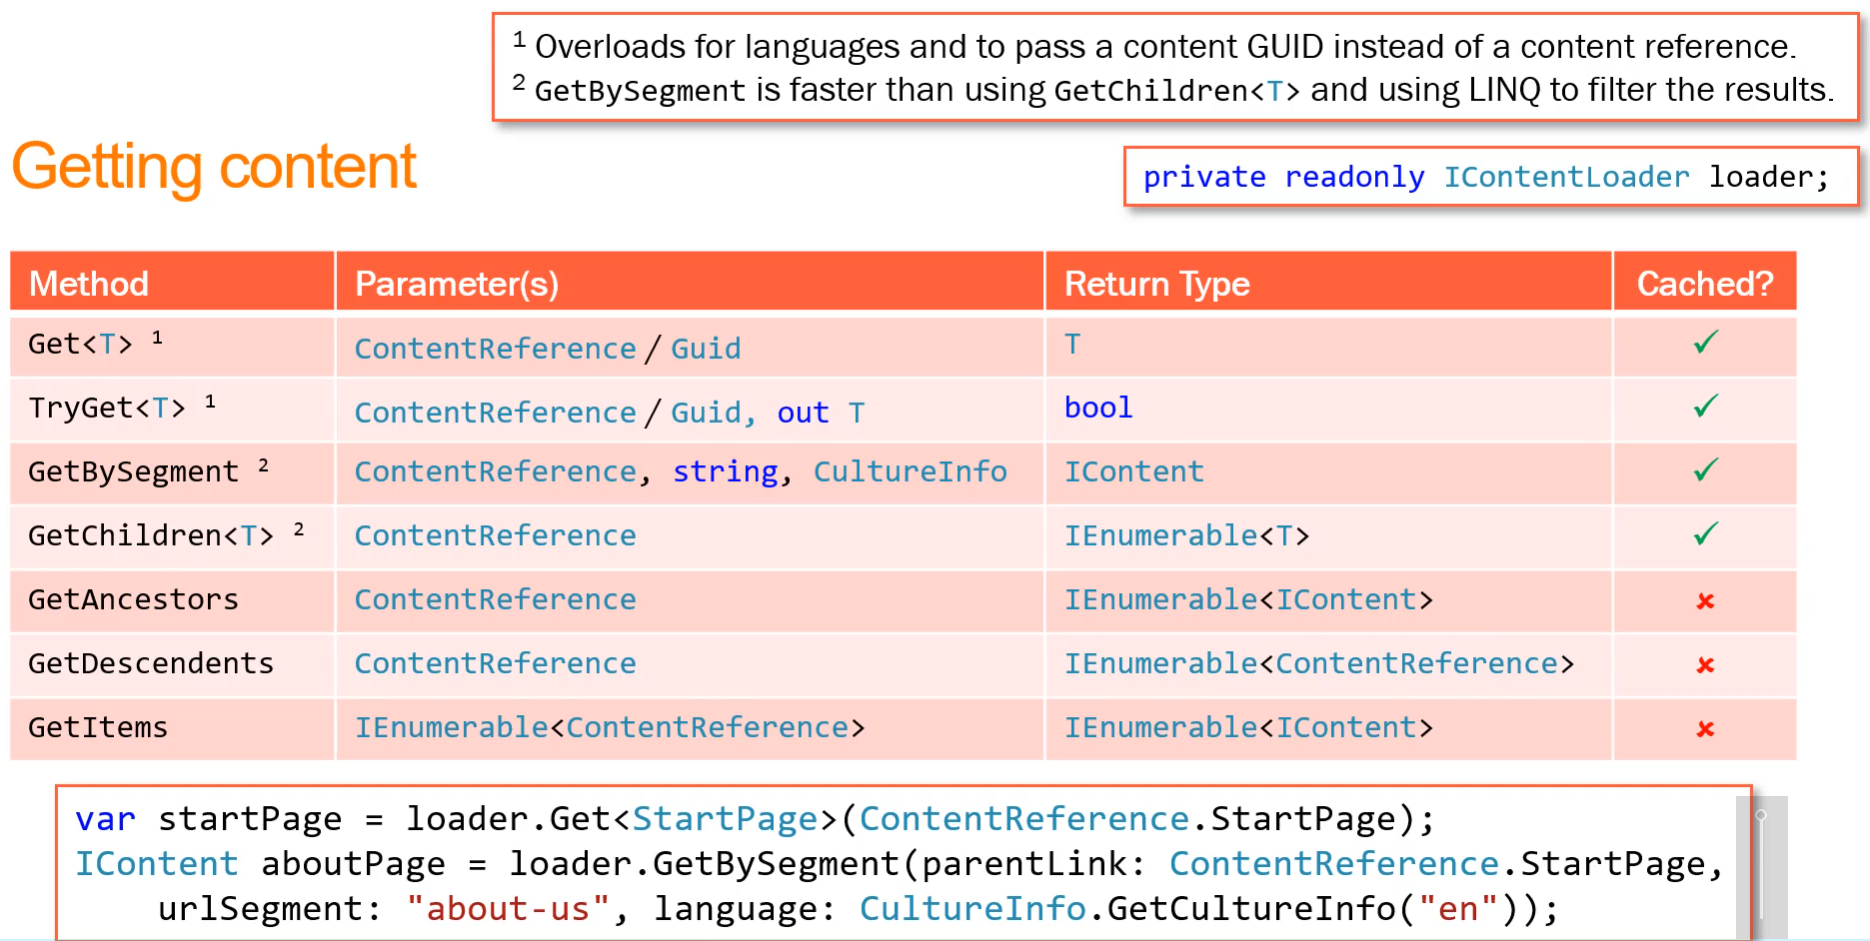 ¹ Overloads for languages and to pass a content GUID instead of a content reference.
² GetBySegment is faster than using GetChildren<T> and using LINQ to filter the results.
Getting content
private readonly IContentLoader loader;
Method Parameter(s) Return Type Cached?
Get<T> ¹ ContentReference / Guid T ✓
TryGet<T> ¹ ContentReference / Guid, out T bool ✓
GetBySegment ² ContentReference, string, CultureInfo IContent ✓
GetChildren<T> ² ContentReference IEnumerable<T> ✓
GetAncestors ContentReference IEnumerable<IContent> ✘
GetDescendents ContentReference IEnumerable<ContentReference> ✘
GetItems IEnumerable<ContentReference> IEnumerable<IContent> ✘
var startPage = loader.Get<StartPage>(ContentReference.StartPage);
IContent aboutPage = loader.GetBySegment(parentLink: ContentReference.StartPage,
urlSegment: "about-us", language: CultureInfo.GetCultureInfo("en"));